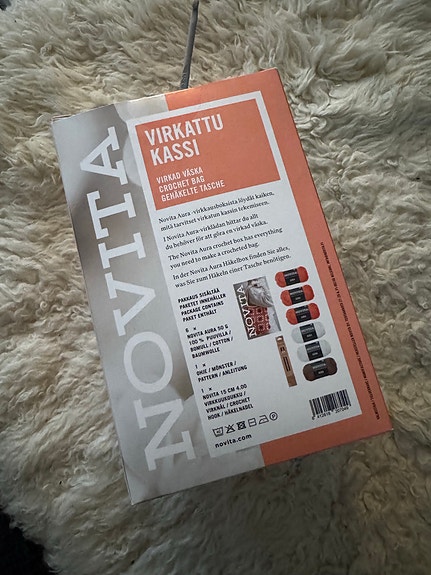 NOVITA
VIRKATTU
KASSI
VIRKAD VÄSKA
CROCHET BAG
GEHÄKELTE TASCHE
Novita Aura -virkkausboksista löydät kaiken,
mitä tarvitset virkatun kassin tekemiseen.
I Novita Aura-virklådan hittar du allt
du behöver för att göra en virkad väska.
The Novita Aura crochet box has everything
you need to make a crocheted bag.
In der Novita Aura Häkelbox finden Sie alles,
was Sie zum Häkeln einer Tasche benötigen.
PAKKAUS SISÄLTÄÄ
PAKETET INNEHÅLLER
PACKAGE CONTAINS
PAKET ENTHÄLT
6 ×
NOVITA AURA 50 G
100 % PUUVILLA /
BOMULL / COTTON /
BAUMWOLLE
1 ×
OHJE / MÖNSTER /
PATTERN / ANLEITUNG
1 ×
NOVITA 15 CM 4.00
VIRKKUUKOUKKU /
VIRKNÅL / CROCHET
HOOK / HÄKELNADEL
NOVITA
novita.com